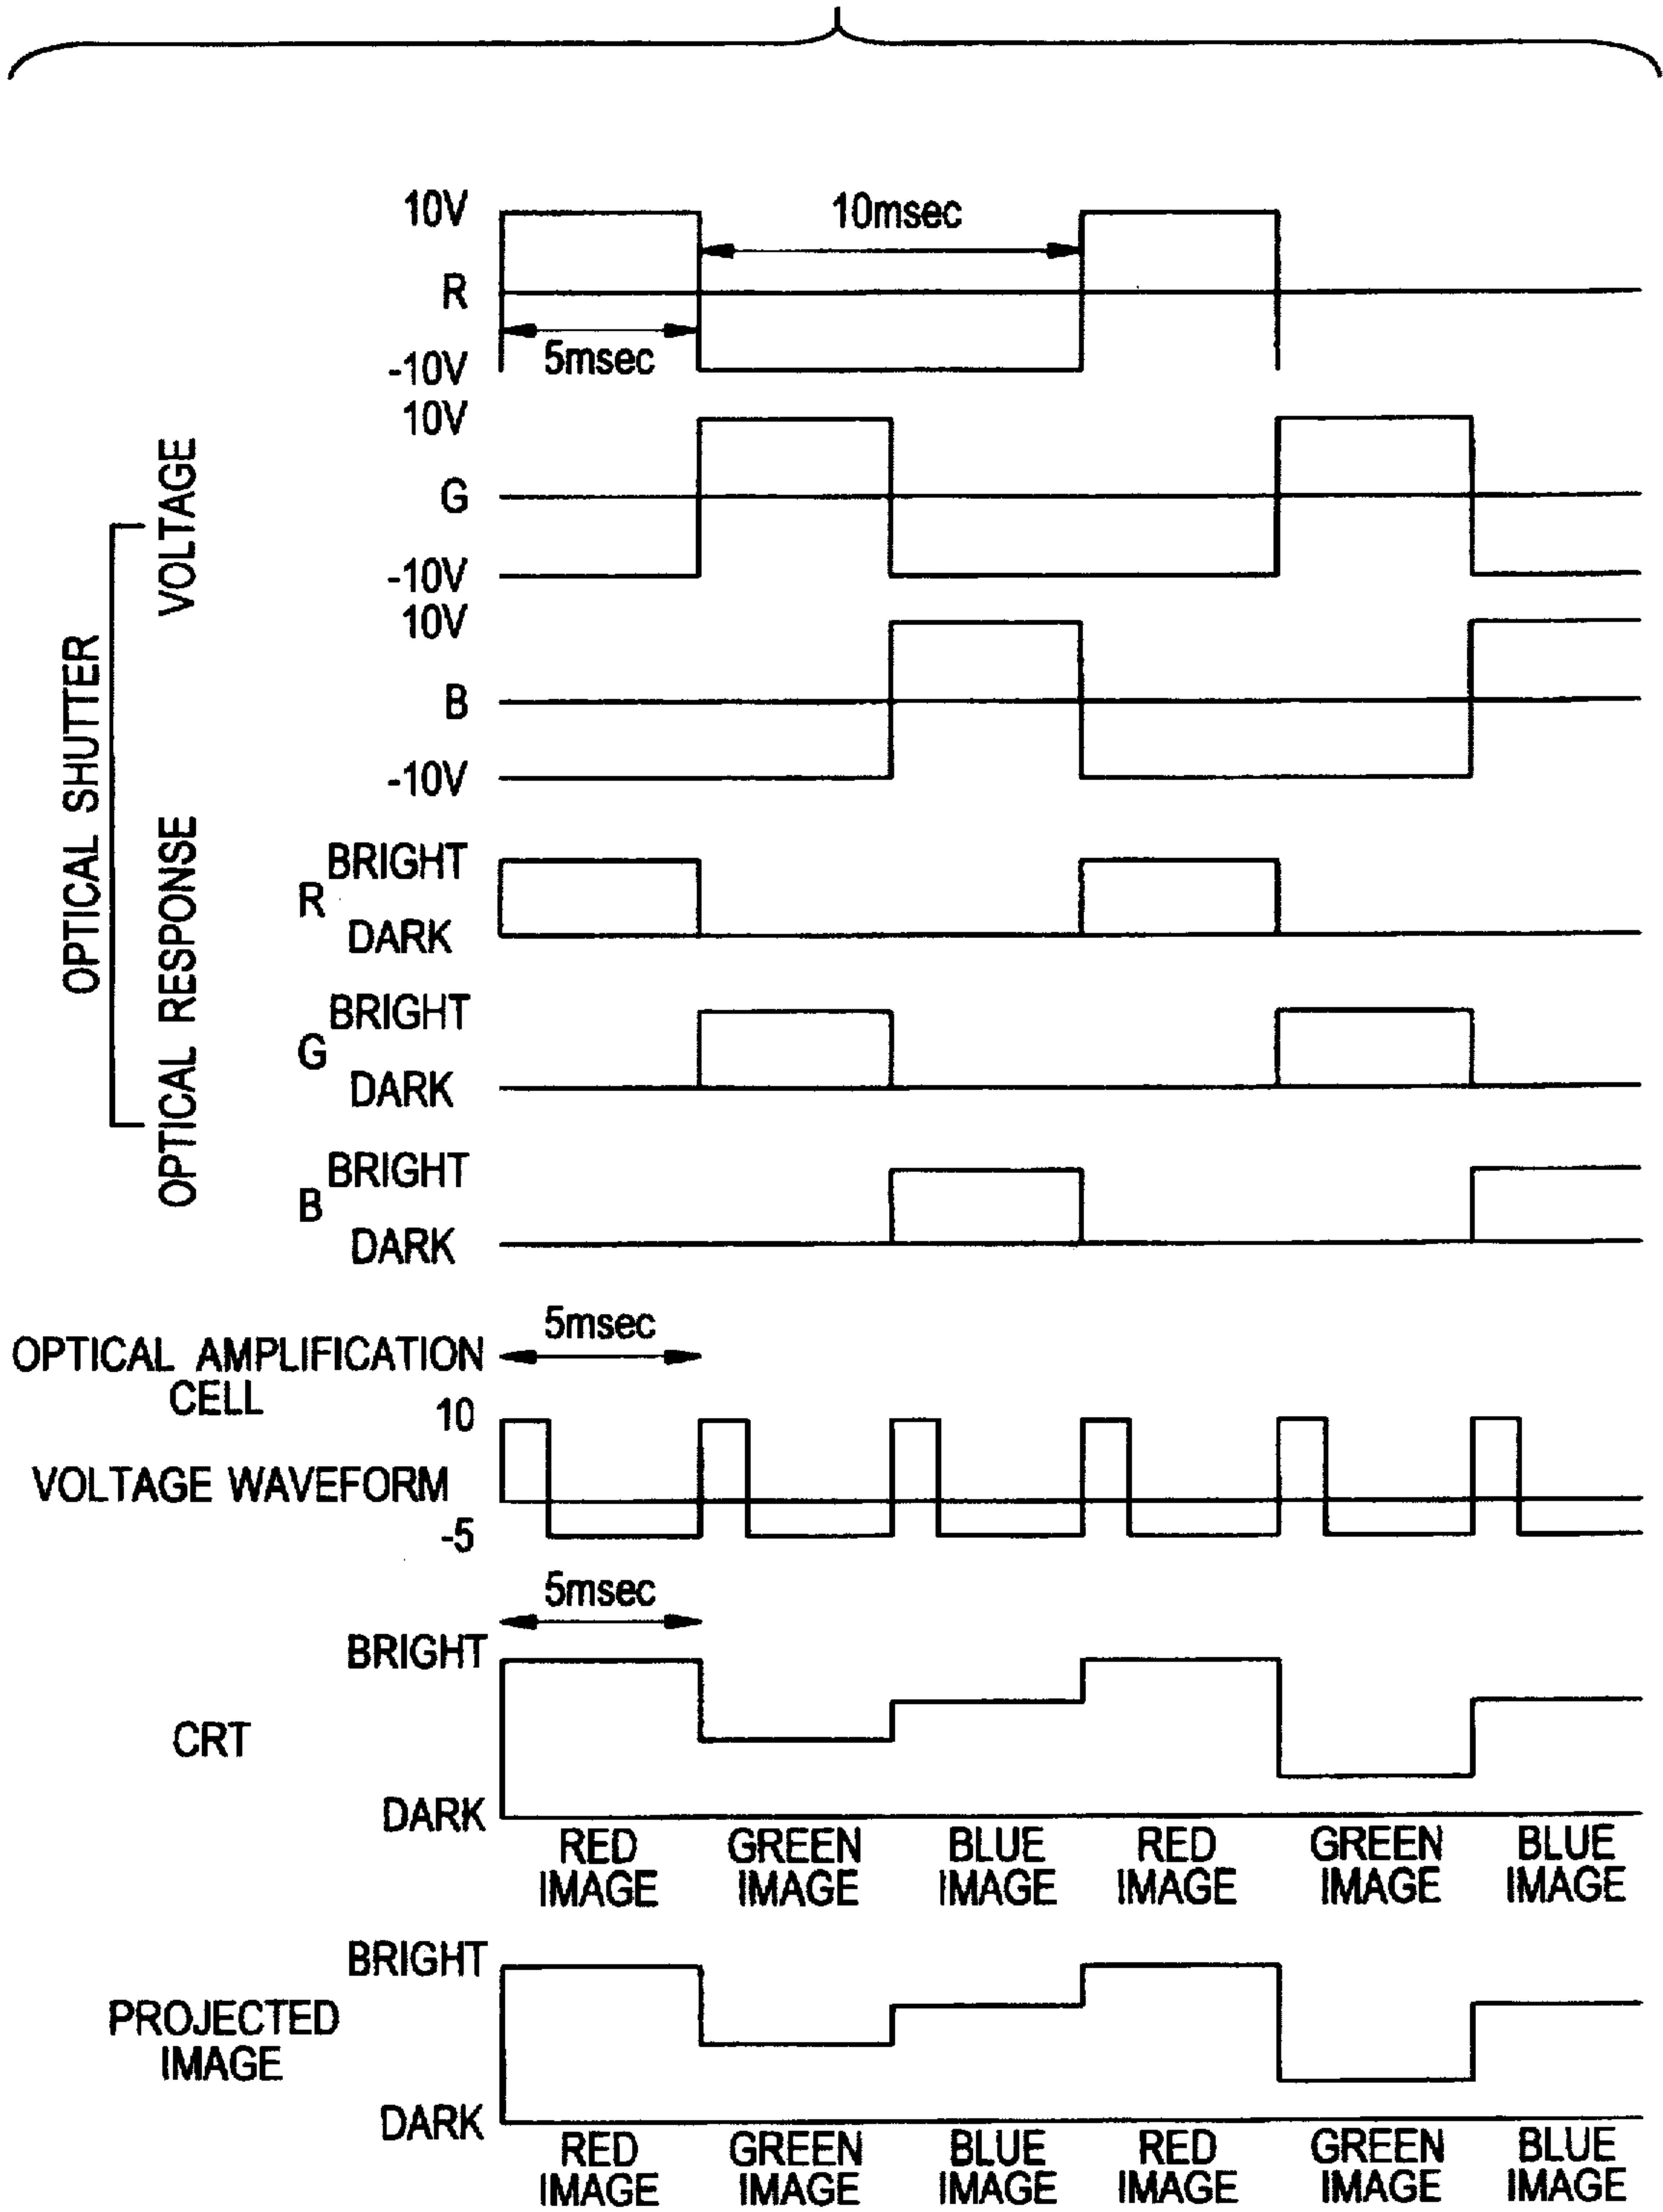 10V
10msec
R
5msec
-10V
10V
G
-10V
10V
B
-10V
VOLTAGE
OPTICAL SHUTTER
OPTICAL RESPONSE
BRIGHT
R
DARK
BRIGHT
G
DARK
BRIGHT
B
DARK
5msec
OPTICAL AMPLIFICATION
CELL
10
VOLTAGE WAVEFORM
-5
5msec
BRIGHT
CRT
DARK
RED IMAGE
GREEN IMAGE
BLUE IMAGE
RED IMAGE
GREEN IMAGE
BLUE IMAGE
BRIGHT
PROJECTED
IMAGE
DARK
RED IMAGE
GREEN IMAGE
BLUE IMAGE
RED IMAGE
GREEN IMAGE
BLUE IMAGE